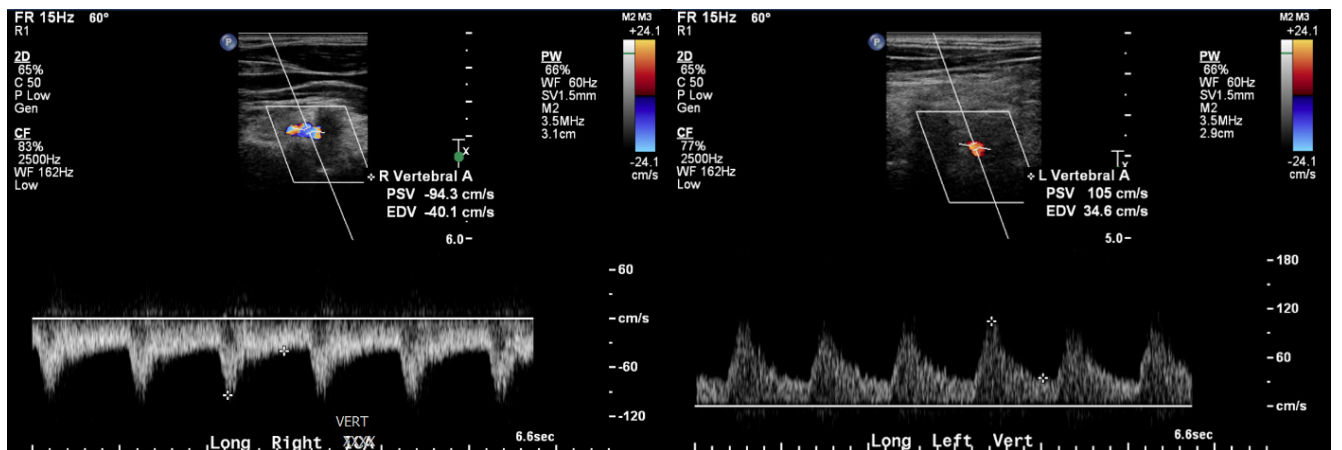 FR 15Hz 60°
R1
2D
65%
C 50
P Low
Gen
CF
83%
2500Hz
WF 162Hz
Low
P
PW
66%
WF 60Hz
SV1.5mm
M2
3.5MHz
3.1cm
M2 M3
+24.1
-24.1
cm/s
x
R Vertebral A
PSV -94.3 cm/s
EDV -40.1 cm/s
6.0-
60
cm/s
-60
-120
VERT
Long Right
6.6sec
FR 15Hz 60°
R1
2D
65%
C 50
P Low
Gen
CF
77%
2500Hz
WF 162Hz
Low
P
PW
66%
WF 60Hz
SV1.5mm
M2
3.5MHz
2.9cm
M2 M3
+24.1
-24.1
cm/s
x
L Vertebral A
PSV 105 cm/s
EDV 34.6 cm/s
5.0-
180
120
60
cm/s
Long Left Vert
6.6sec